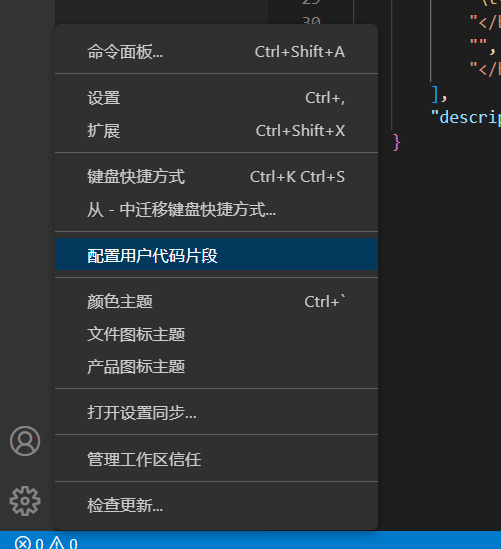 30
"</h
"",
"</h
],
"descrip
}
命令面板... Ctrl+Shift+A
设置 Ctrl+,
扩展 Ctrl+Shift+X
键盘快捷方式 Ctrl+K Ctrl+S
从 - 中迁移键盘快捷方式...
配置用户代码片段
颜色主题 Ctrl+`
文件图标主题
产品图标主题
打开设置同步...
管理工作区信任
检查更新...
0 0